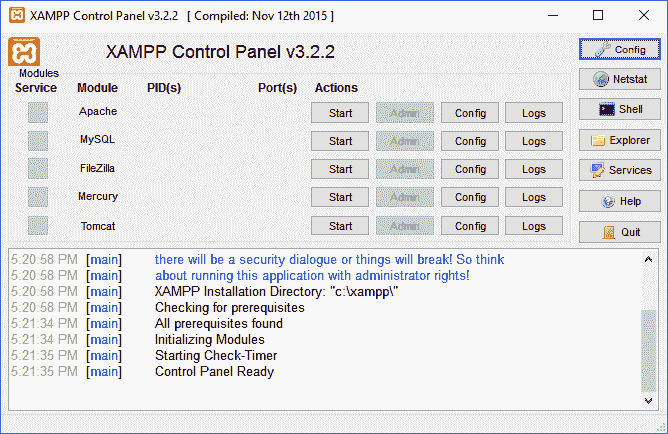 XAMPP Control Panel v3.2.2 [ Compiled: Nov 12th 2015 ]
XAMPP Control Panel v3.2.2
Config
Modules
Service Module PID(s) Port(s) Actions
Netstat
Apache Start Admin Config Logs
Shell
MySQL Start Admin Config Logs
Explorer
FileZilla Start Admin Config Logs
Services
Mercury Start Admin Config Logs
Help
Tomcat Start Admin Config Logs
Quit
5:20:58 PM [main] there will be a security dialogue or things will break! So think
5:20:58 PM [main] about running this application with administrator rights!
5:20:58 PM [main] XAMPP Installation Directory: "c:\xampp\"
5:20:58 PM [main] Checking for prerequisites
5:21:34 PM [main] All prerequisites found
5:21:34 PM [main] Initializing Modules
5:21:35 PM [main] Starting Check-Timer
5:21:35 PM [main] Control Panel Ready